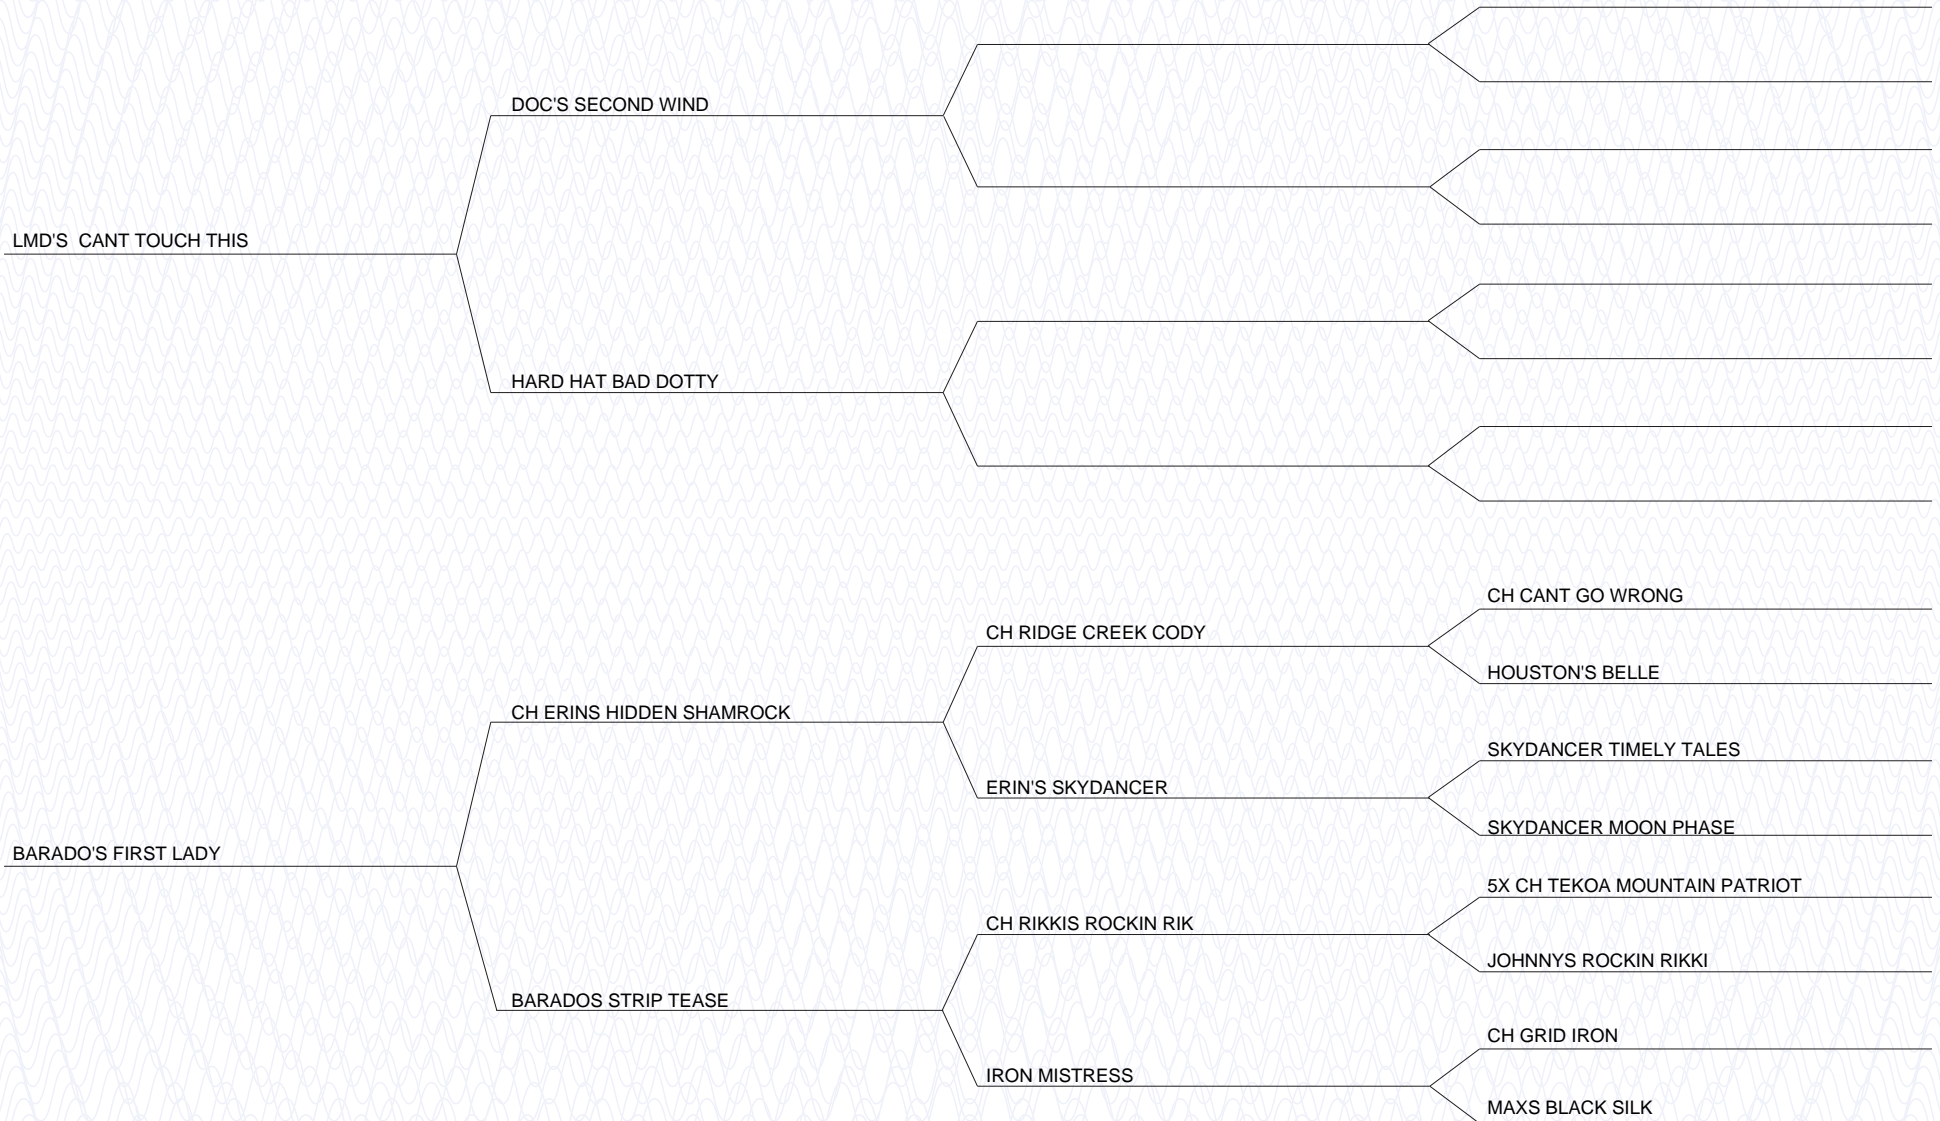 DOC'S SECOND WIND
LMD'S  CANT TOUCH THIS
HARD HAT BAD DOTTY
CH CANT GO WRONG
CH RIDGE CREEK CODY
HOUSTON'S BELLE
CH ERINS HIDDEN SHAMROCK
SKYDANCER TIMELY TALES
ERIN'S SKYDANCER
SKYDANCER MOON PHASE
BARADO'S FIRST LADY
5X CH TEKOA MOUNTAIN PATRIOT
CH RIKKIS ROCKIN RIK
JOHNNYS ROCKIN RIKKI
BARADOS STRIP TEASE
CH GRID IRON
IRON MISTRESS
MAXS BLACK SILK